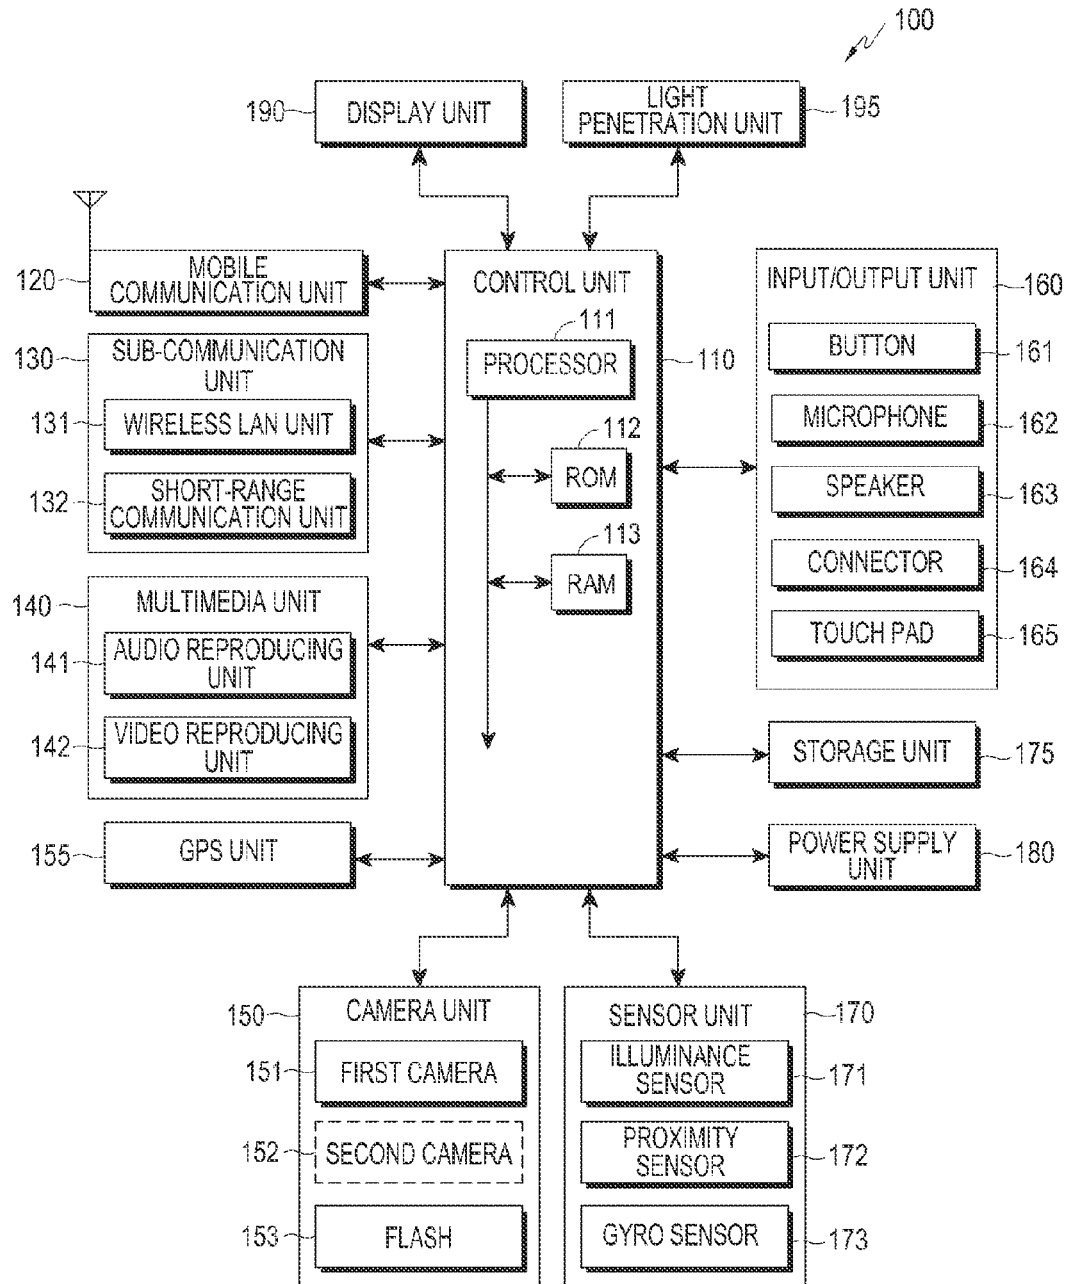 100
190
DISPLAY UNIT
LIGHT
PENETRATION UNIT
195
120
MOBILE
COMMUNICATION UNIT
130
SUB-COMMUNICATION
UNIT
131
WIRELESS LAN UNIT
132
SHORT-RANGE
COMMUNICATION UNIT
140
MULTIMEDIA UNIT
141
AUDIO REPRODUCING
UNIT
142
VIDEO REPRODUCING
UNIT
155
GPS UNIT
CONTROL UNIT
110
111
PROCESSOR
112
ROM
113
RAM
INPUT/OUTPUT UNIT
160
BUTTON
161
MICROPHONE
162
SPEAKER
163
CONNECTOR
164
TOUCH PAD
165
STORAGE UNIT
175
POWER SUPPLY
UNIT
180
150
CAMERA UNIT
151
FIRST CAMERA
152
SECOND CAMERA
153
FLASH
SENSOR UNIT
170
ILLUMINANCE
SENSOR
171
PROXIMITY
SENSOR
172
GYRO SENSOR
173